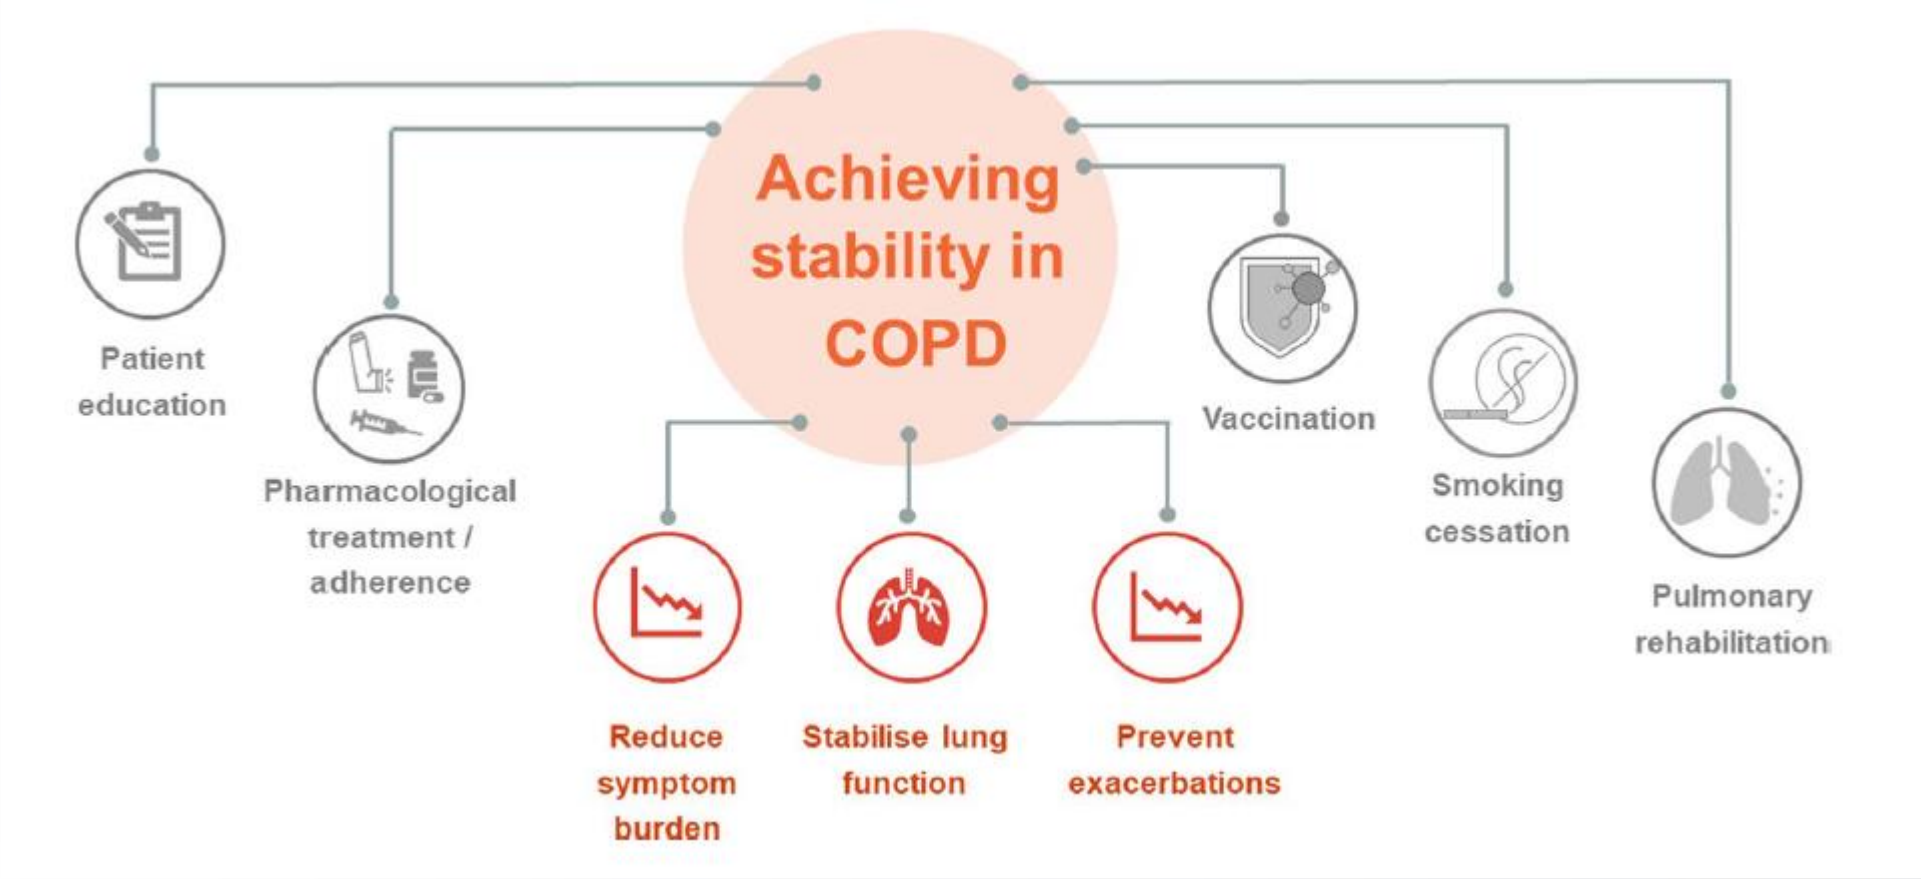 Achieving
stability in
COPD
Patient
education
Pharmacological
treatment /
adherence
Reduce
symptom
burden
Stabilise lung
function
Prevent
exacerbations
Vaccination
Smoking
cessation
Pulmonary
rehabilitation